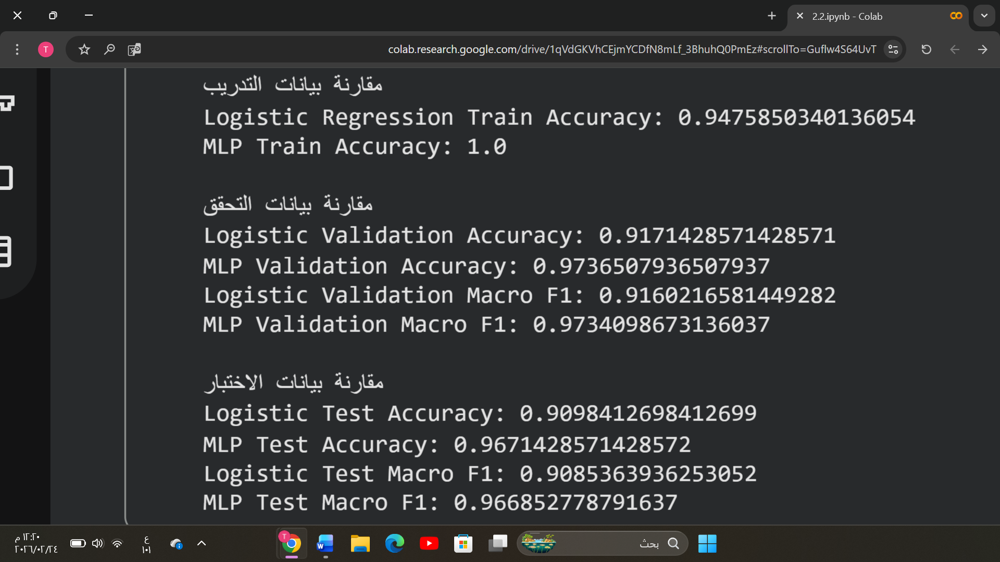 2.2.ipynb - Colab
T
colab.research.google.com/drive/1qVdGKVhCEjmYCDfN8mLf_3BhuhQ0PmEz#scrollTo=Guflw4S64UvT
مقارنة بيانات التدريب
Logistic Regression Train Accuracy: 0.9475850340136054
MLP Train Accuracy: 1.0
مقارنة بيانات التحقق
Logistic Validation Accuracy: 0.9171428571428571
MLP Validation Accuracy: 0.9736507936507937
Logistic Validation Macro F1: 0.9160216581449282
MLP Validation Macro F1: 0.9734098673136037
مقارنة بيانات الاختبار
Logistic Test Accuracy: 0.9098412698412699
MLP Test Accuracy: 0.9671428571428572
Logistic Test Macro F1: 0.9085363936253052
MLP Test Macro F1: 0.966852778791637
بحث
T
ع
١٠١
١٢:٢٠ م
٢٠٢٦/٠٢/٢٤